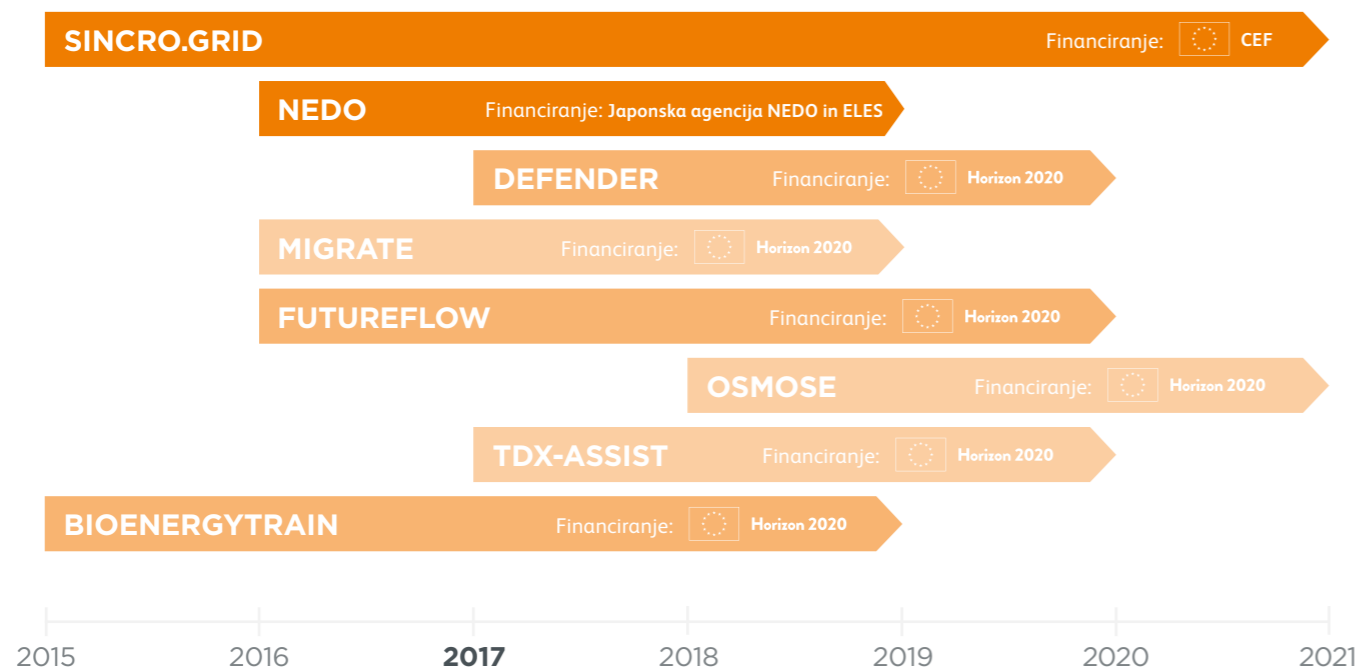 SINCRO.GRID Financiranje: CEF
NEDO Financiranje: Japonska agencija NEDO in ELES
DEFENDER Financiranje: Horizon 2020
MIGRATE Financiranje: Horizon 2020
FUTUREFLOW Financiranje: Horizon 2020
OSMOSE Financiranje: Horizon 2020
TDX-ASSIST Financiranje: Horizon 2020
BIOENERGYTRAIN Financiranje: Horizon 2020
2015 2016 2017 2018 2019 2020 2021